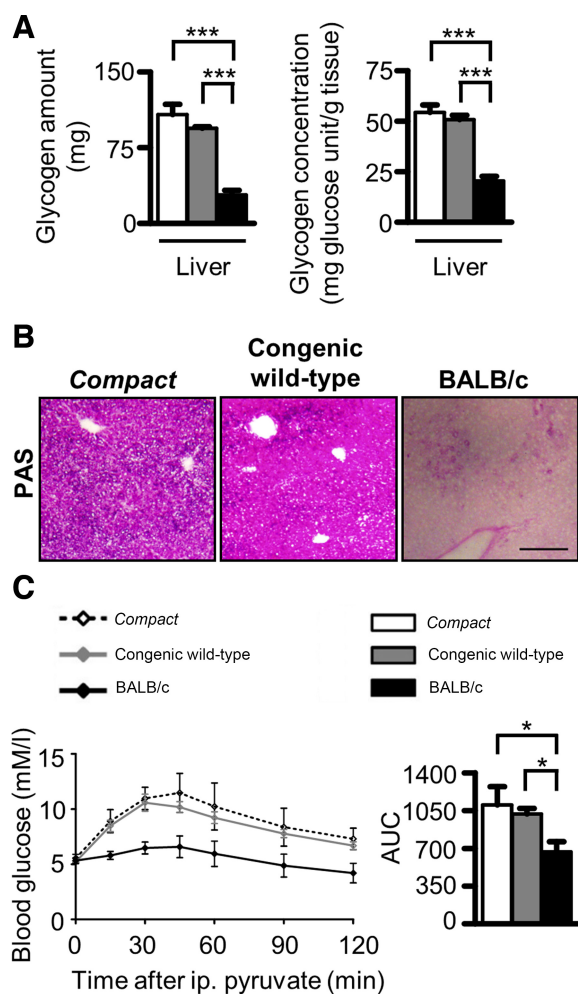 A
***
***
150
75
0
Glycogen amount
(mg)
Liver
***
***
75
50
25
0
Glycogen concentration
(mg glucose unit/g tissue)
Liver
B
Compact
Congenic
wild-type
BALB/c
PAS
C
Compact
Congenic wild-type
BALB/c
Compact
Congenic wild-type
BALB/c
15
10
5
0
Blood glucose (mM/l)
0 30 60 90 120
Time after ip. pyruvate (min)
*
*
1400
1050
700
350
0
AUC